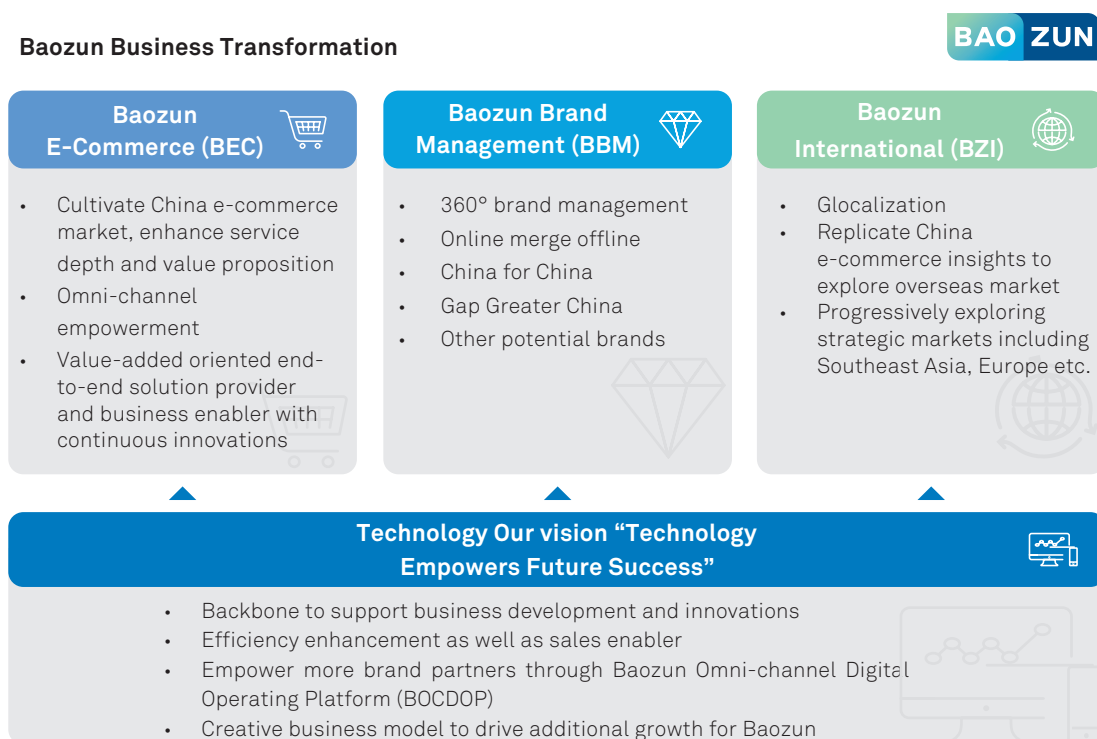 Baozun Business Transformation
BAO ZUN
Baozun
E-Commerce (BEC)
• Cultivate China e-commerce
market, enhance service
depth and value proposition
• Omni-channel
empowerment
• Value-added oriented end-
to-end solution provider
and business enabler with
continuous innovations
Baozun Brand
Management (BBM)
• 360° brand management
• Online merge offline
• China for China
• Gap Greater China
• Other potential brands
Baozun
International (BZI)
• Glocalization
• Replicate China
e-commerce insights to
explore overseas market
• Progressively exploring
strategic markets including
Southeast Asia, Europe etc.
Technology Our vision “Technology
Empowers Future Success”
• Backbone to support business development and innovations
• Efficiency enhancement as well as sales enabler
• Empower more brand partners through Baozun Omni-channel Digital
Operating Platform (BOCDOP)
• Creative business model to drive additional growth for Baozun